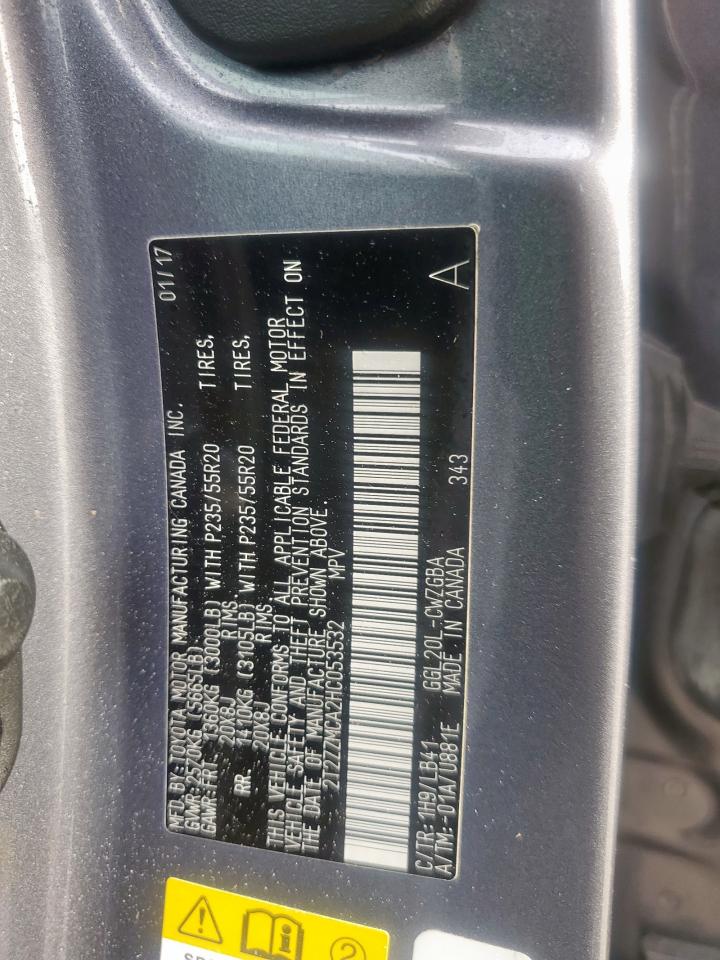 MFD. BY: TOYOTA MOTOR MANUFACTURING CANADA INC. 01/17
GVWR: 2570KG (5665LB)
GAWR: FRT 1360KG (3000LB) WITH P235/55R20 TIRES,
20X8J RIMS
RR 1410KG (3105LB) WITH P235/55R20 TIRES,
20X8J RIMS
THIS VEHICLE CONFORMS TO ALL APPLICABLE FEDERAL MOTOR
VEHICLE SAFETY AND THEFT PREVENTION STANDARDS IN EFFECT ON
THE DATE OF MANUFACTURE SHOWN ABOVE.
2T2ZZMCA2HC053532 MPV
C/TR: 1H9/LB41 GGL20L-CWZGBA
A/TM: -01A/U881E MADE IN CANADA 343 A